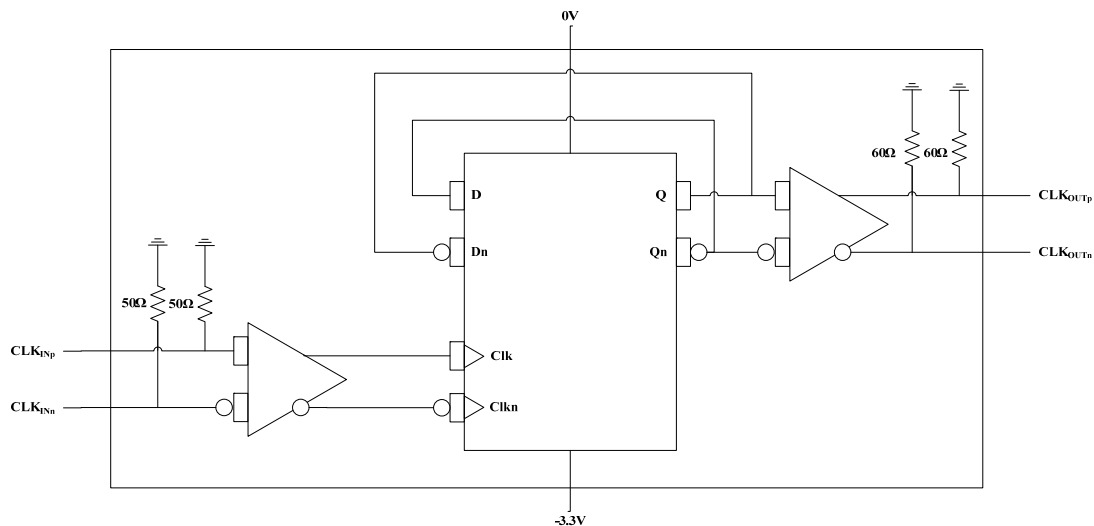 0V
60Ω 60Ω
D
Q
CLKOUTp
Dn
Qn
CLKOUTn
50Ω 50Ω
CLKINp
Clk
CLKINn
Clkn
-3.3V